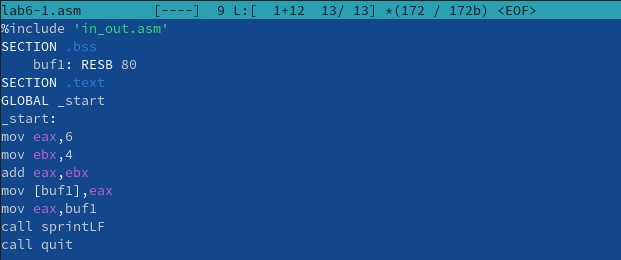 lab6-1.asm [----] 9 L:[ 1+12 13/ 13] *(172 / 172b) <EOF>
%include 'in_out.asm'
SECTION .bss
buf1: RESB 80
SECTION .text
GLOBAL _start
_start:
mov eax,6
mov ebx,4
add eax,ebx
mov [buf1],eax
mov eax,buf1
call sprintLF
call quit